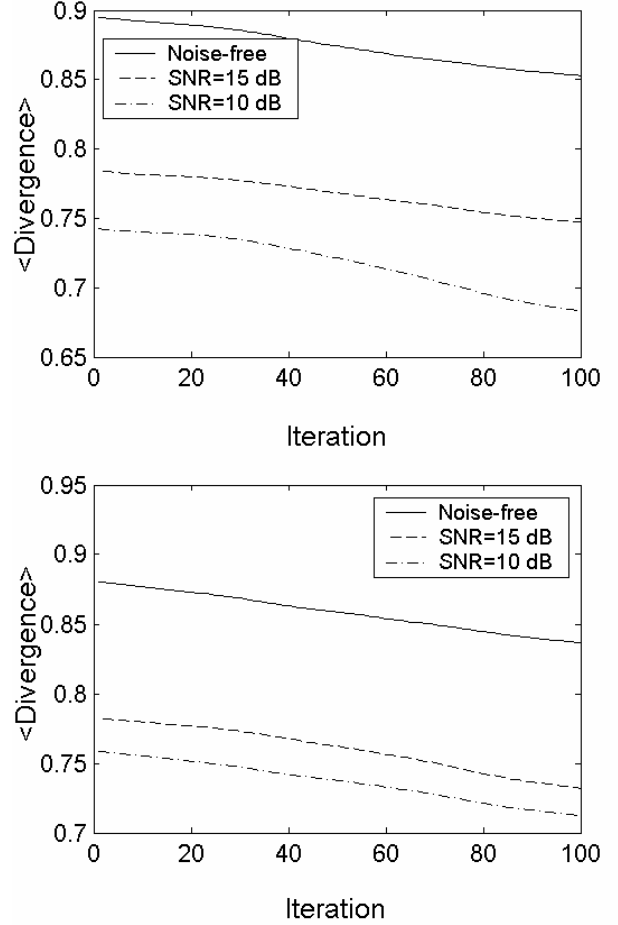 0.9
Noise-free
SNR=15 dB
SNR=10 dB
0.85
0.8
0.75
0.7
0.65
<Divergence>
0 20 40 60 80 100
Iteration
0.95
Noise-free
SNR=15 dB
SNR=10 dB
0.9
0.85
0.8
0.75
0.7
<Divergence>
0 20 40 60 80 100
Iteration